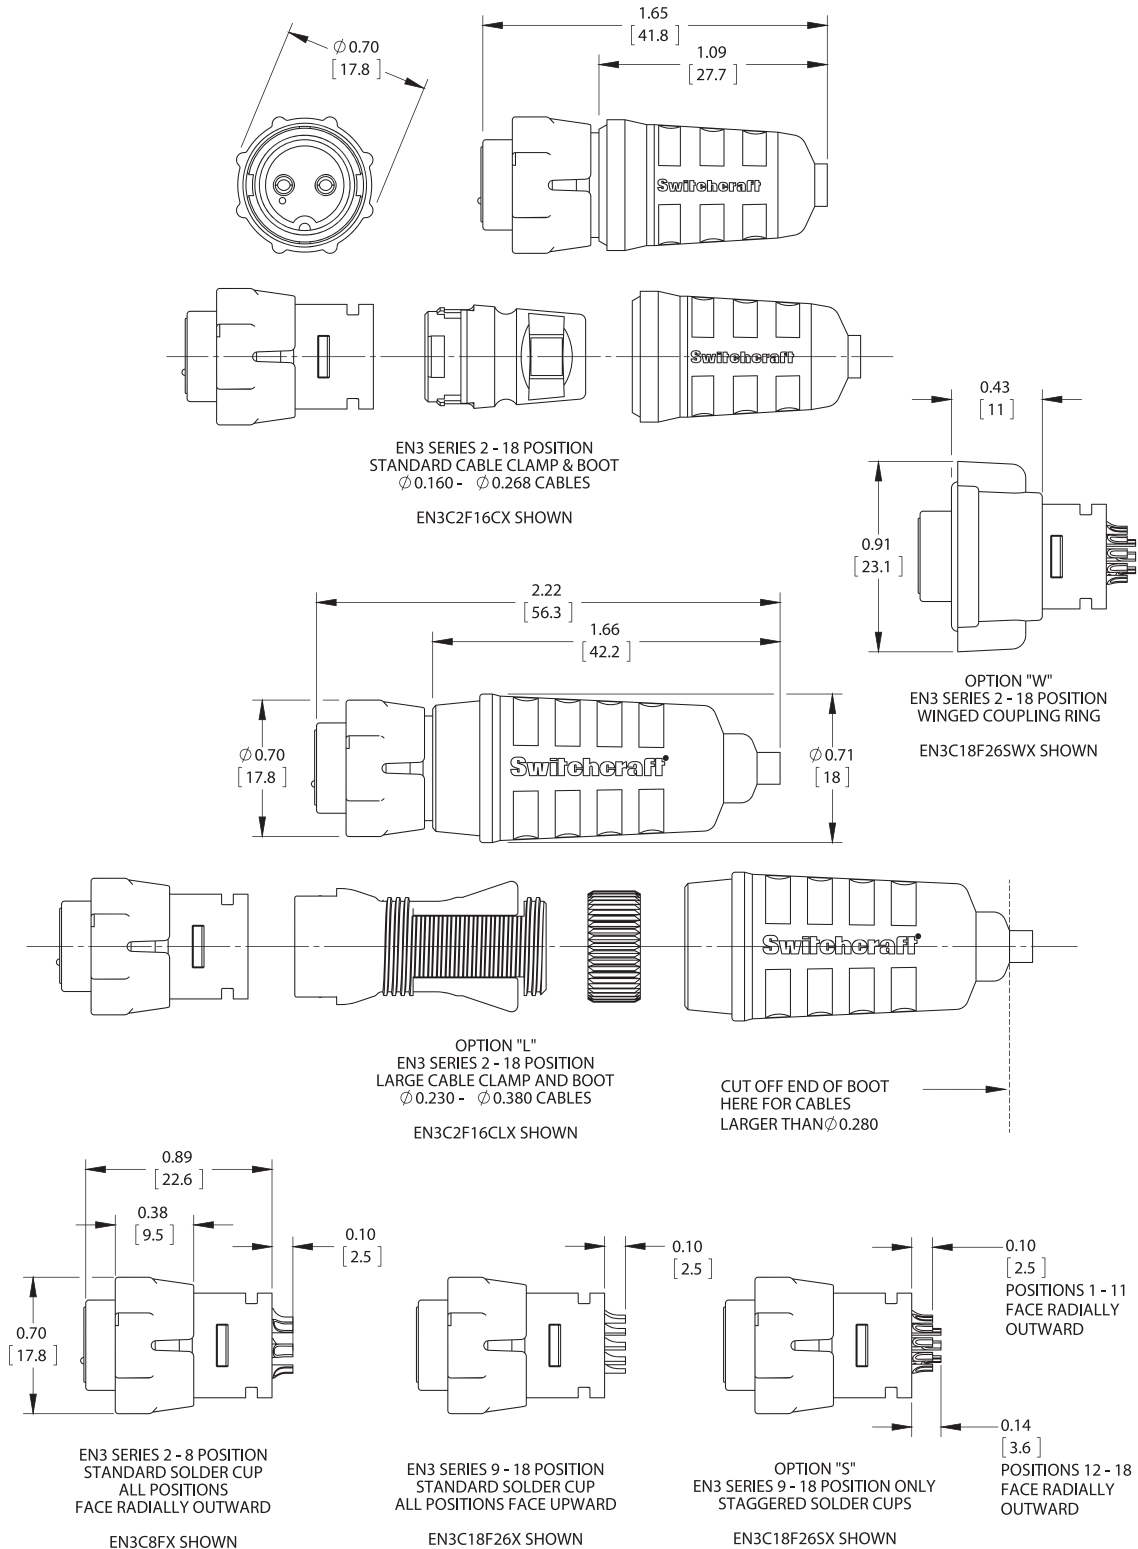 1.65
[41.8]
Ø0.70
[17.8]
1.09
[27.7]
Switchcraft
Switchcraft
EN3 SERIES 2 - 18 POSITION
STANDARD CABLE CLAMP & BOOT
Ø0.160 - Ø0.268 CABLES
EN3C2F16CX SHOWN
0.43
[11]
0.91
[23.1]
OPTION "W"
EN3 SERIES 2 - 18 POSITION
WINGED COUPLING RING
EN3C18F26SWX SHOWN
2.22
[56.3]
1.66
[42.2]
Ø0.70
[17.8]
Switchcraft®
Ø0.71
[18]
Switchcraft®
OPTION "L"
EN3 SERIES 2 - 18 POSITION
LARGE CABLE CLAMP AND BOOT
Ø0.230 - Ø0.380 CABLES
EN3C2F16CLX SHOWN
CUT OFF END OF BOOT
HERE FOR CABLES
LARGER THAN Ø0.280
0.89
[22.6]
0.38
[9.5]
0.10
[2.5]
0.70
[17.8]
EN3 SERIES 2 - 8 POSITION
STANDARD SOLDER CUP
ALL POSITIONS
FACE RADIALLY OUTWARD
EN3C8FX SHOWN
0.10
[2.5]
EN3 SERIES 9 - 18 POSITION
STANDARD SOLDER CUP
ALL POSITIONS FACE UPWARD
EN3C18F26X SHOWN
0.10
[2.5]
POSITIONS 1 - 11
FACE RADIALLY
OUTWARD
0.14
[3.6]
POSITIONS 12 - 18
FACE RADIALLY
OUTWARD
OPTION "S"
EN3 SERIES 9 - 18 POSITION ONLY
STAGGERED SOLDER CUPS
EN3C18F26SX SHOWN